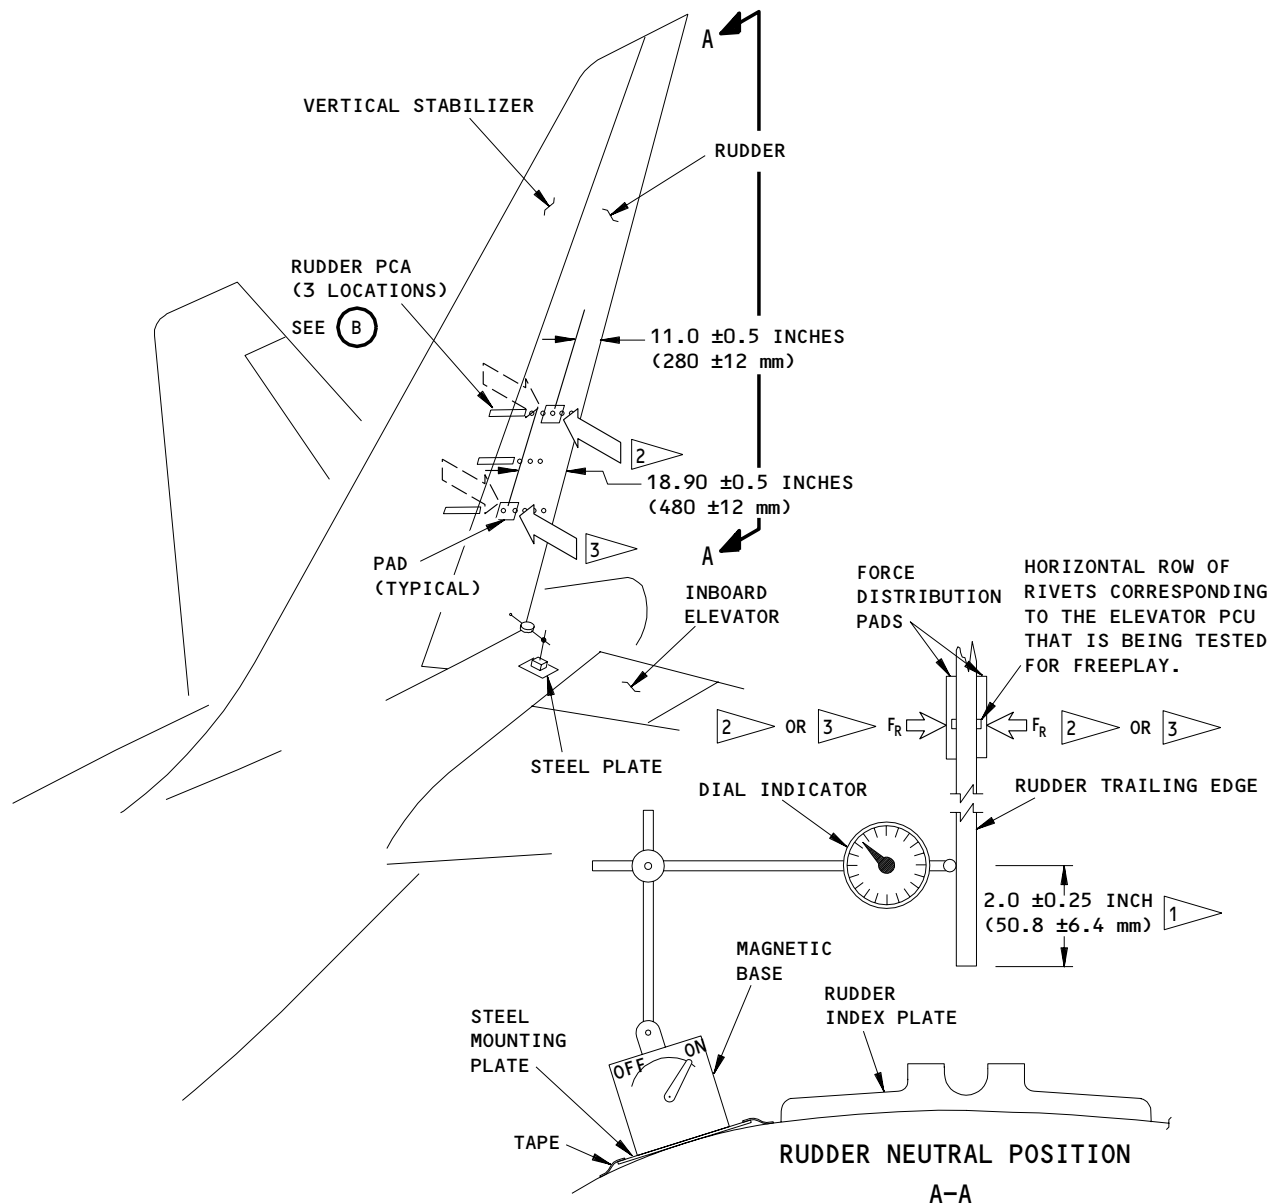 A
VERTICAL STABILIZER
RUDDER
RUDDER PCA
(3 LOCATIONS)
SEE B
11.0 ±0.5 INCHES
(280 ±12 mm)
2
18.90 ±0.5 INCHES
(480 ±12 mm)
3
A
PAD
(TYPICAL)
INBOARD
ELEVATOR
FORCE
DISTRIBUTION
PADS
HORIZONTAL ROW OF
RIVETS CORRESPONDING
TO THE ELEVATOR PCU
THAT IS BEING TESTED
FOR FREEPLAY.
2 OR 3 FR
FR 2 OR 3
STEEL PLATE
DIAL INDICATOR
RUDDER TRAILING EDGE
2.0 ±0.25 INCH
(50.8 ±6.4 mm)
1
MAGNETIC
BASE
STEEL
MOUNTING
PLATE
RUDDER
INDEX PLATE
OFF
ON
TAPE
RUDDER NEUTRAL POSITION
A-A